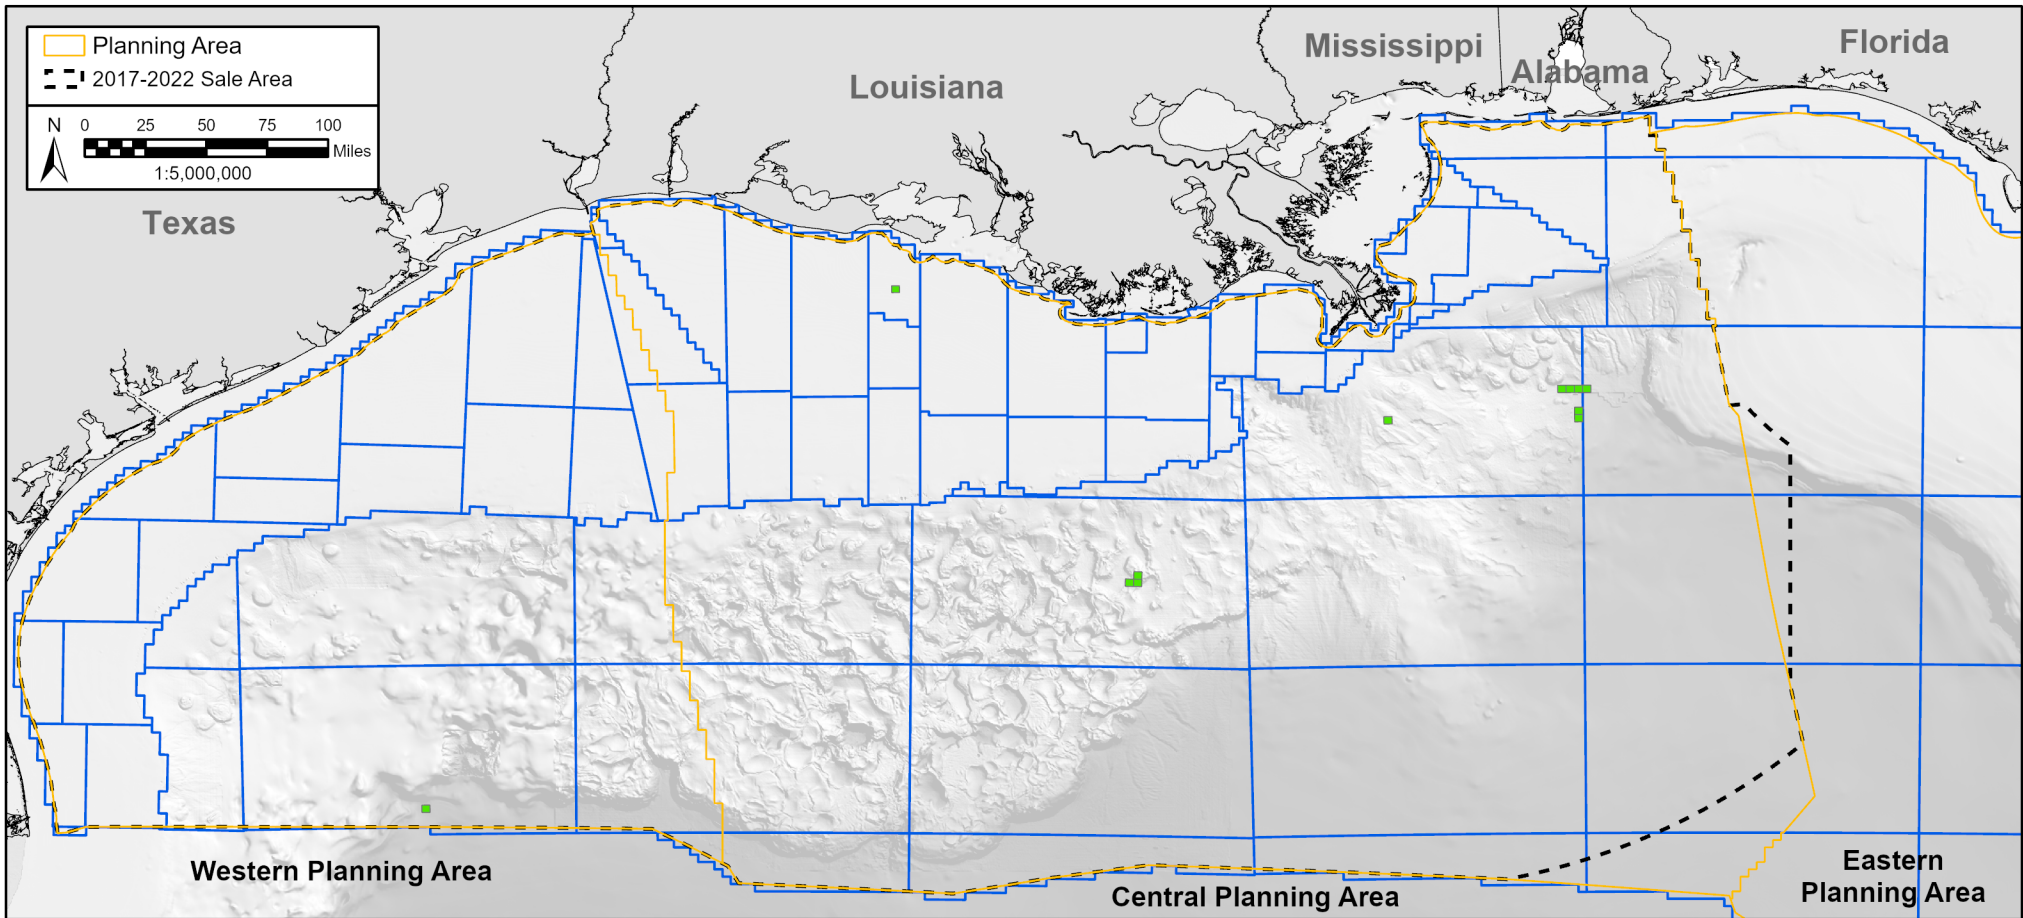 Planning Area
2017-2022 Sale Area
N
0 25 50 75 100
Miles
1:5,000,000
Mississippi
Alabama
Florida
Louisiana
Texas
Western Planning Area
Central Planning Area
Eastern
Planning Area